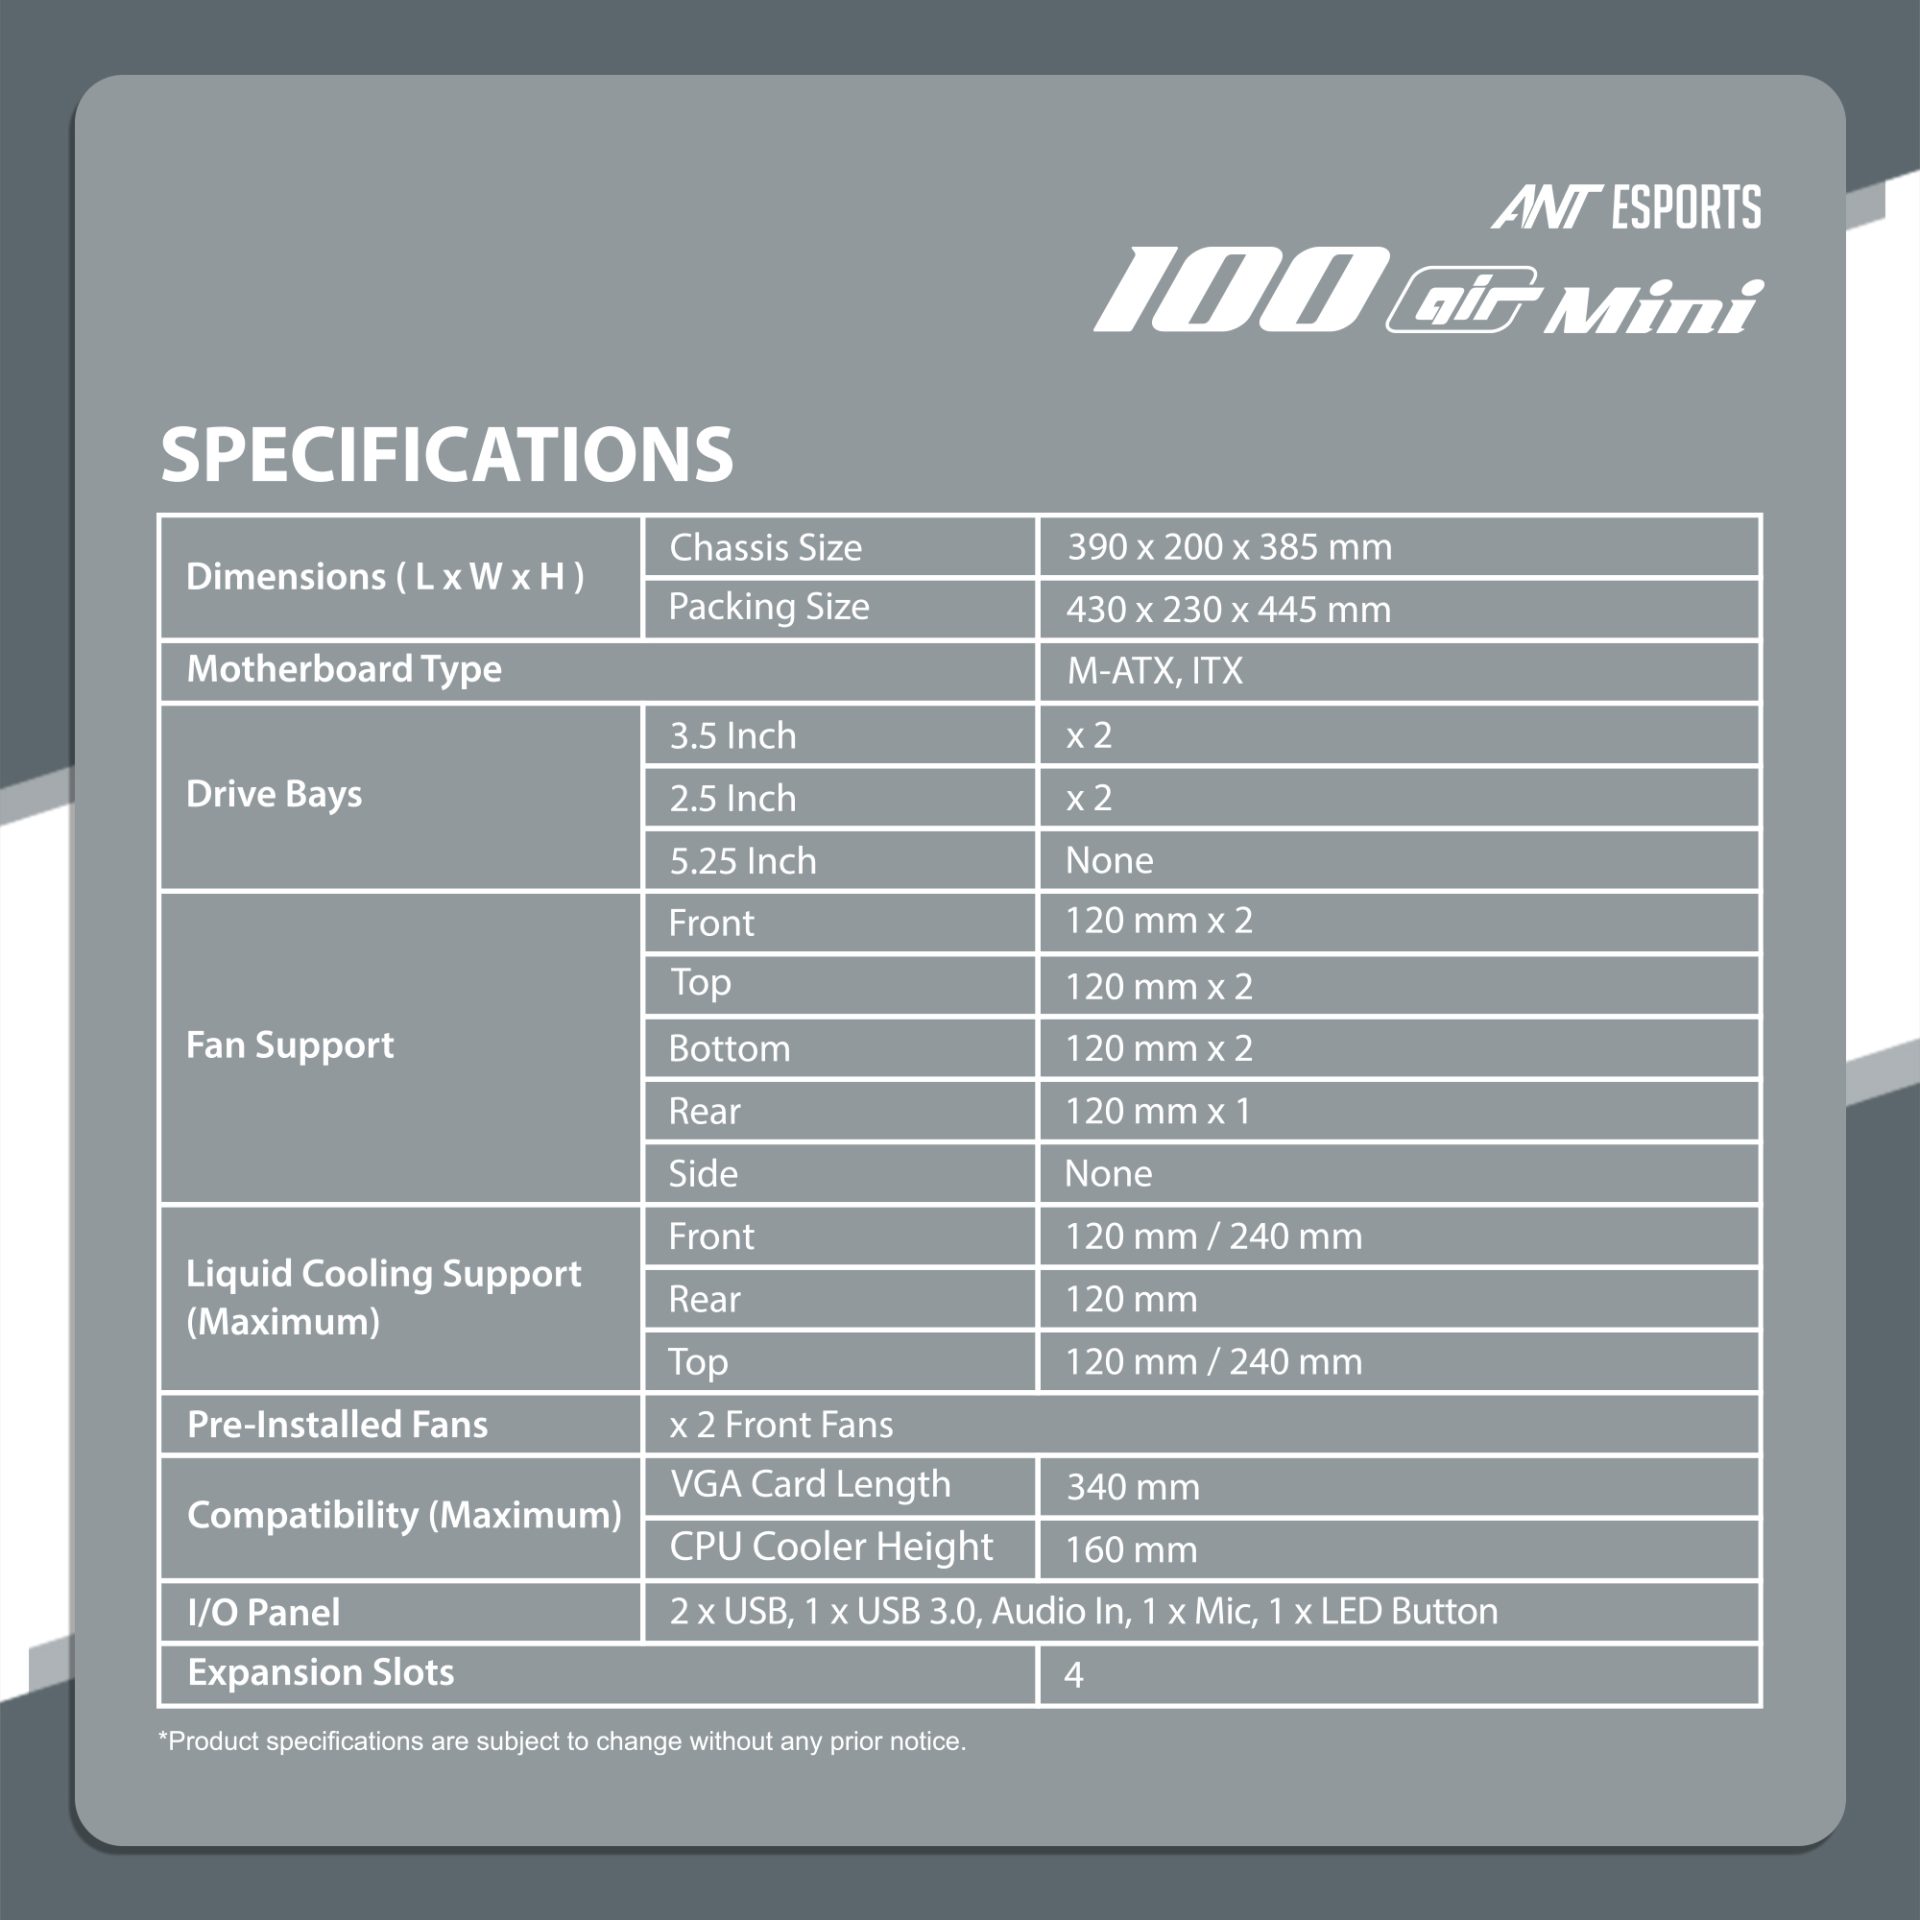 ANT ESPORTS
100 air Mini
SPECIFICATIONS
Dimensions ( L x W x H )
Chassis Size
390 x 200 x 385 mm
Packing Size
430 x 230 x 445 mm
Motherboard Type
M-ATX, ITX
Drive Bays
3.5 Inch
x 2
2.5 Inch
x 2
5.25 Inch
None
Fan Support
Front
120 mm x 2
Top
120 mm x 2
Bottom
120 mm x 2
Rear
120 mm x 1
Side
None
Liquid Cooling Support
(Maximum)
Front
120 mm / 240 mm
Rear
120 mm
Top
120 mm / 240 mm
Pre-Installed Fans
x 2 Front Fans
Compatibility (Maximum)
VGA Card Length
340 mm
CPU Cooler Height
160 mm
I/O Panel
2 x USB, 1 x USB 3.0, Audio In, 1 x Mic, 1 x LED Button
Expansion Slots
4
*Product specifications are subject to change without any prior notice.